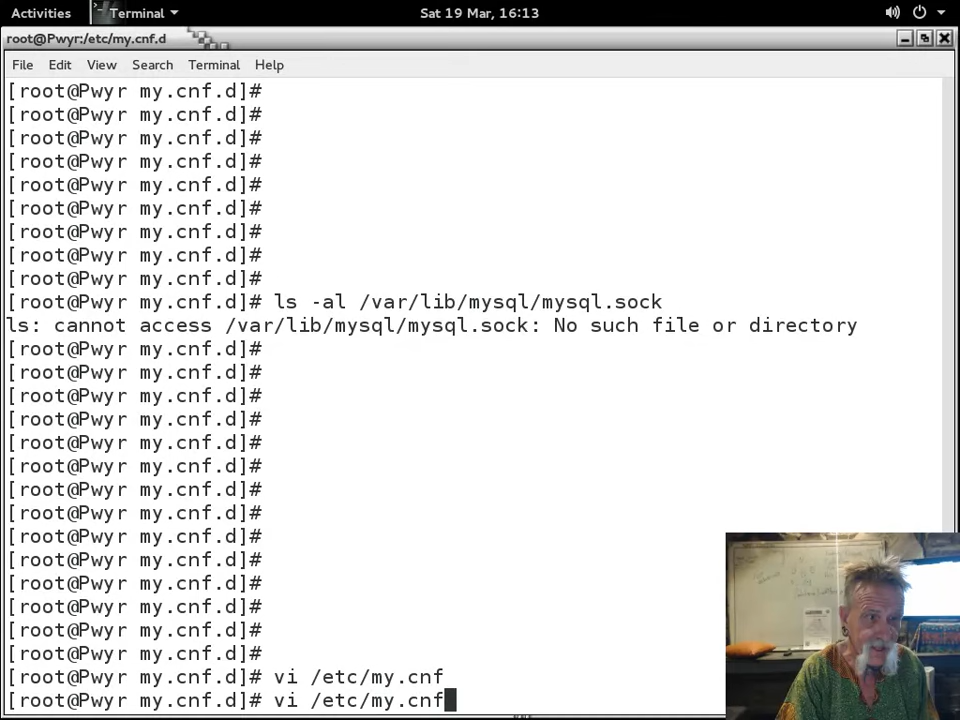 Activities
Terminal
Sat 19 Mar, 16:13
root@Pwyr:/etc/my.cnf.d
File Edit View Search Terminal Help
[root@Pwyr my.cnf.d]#
[root@Pwyr my.cnf.d]#
[root@Pwyr my.cnf.d]#
[root@Pwyr my.cnf.d]#
[root@Pwyr my.cnf.d]#
[root@Pwyr my.cnf.d]#
[root@Pwyr my.cnf.d]#
[root@Pwyr my.cnf.d]#
[root@Pwyr my.cnf.d]#
[root@Pwyr my.cnf.d]# ls -al /var/lib/mysql/mysql.sock
ls: cannot access /var/lib/mysql/mysql.sock: No such file or directory
[root@Pwyr my.cnf.d]#
[root@Pwyr my.cnf.d]#
[root@Pwyr my.cnf.d]#
[root@Pwyr my.cnf.d]#
[root@Pwyr my.cnf.d]#
[root@Pwyr my.cnf.d]#
[root@Pwyr my.cnf.d]#
[root@Pwyr my.cnf.d]#
[root@Pwyr my.cnf.d]#
[root@Pwyr my.cnf.d]#
[root@Pwyr my.cnf.d]#
[root@Pwyr my.cnf.d]#
[root@Pwyr my.cnf.d]#
[root@Pwyr my.cnf.d]#
[root@Pwyr my.cnf.d]# vi /etc/my.cnf
[root@Pwyr my.cnf.d]# vi /etc/my.cnf